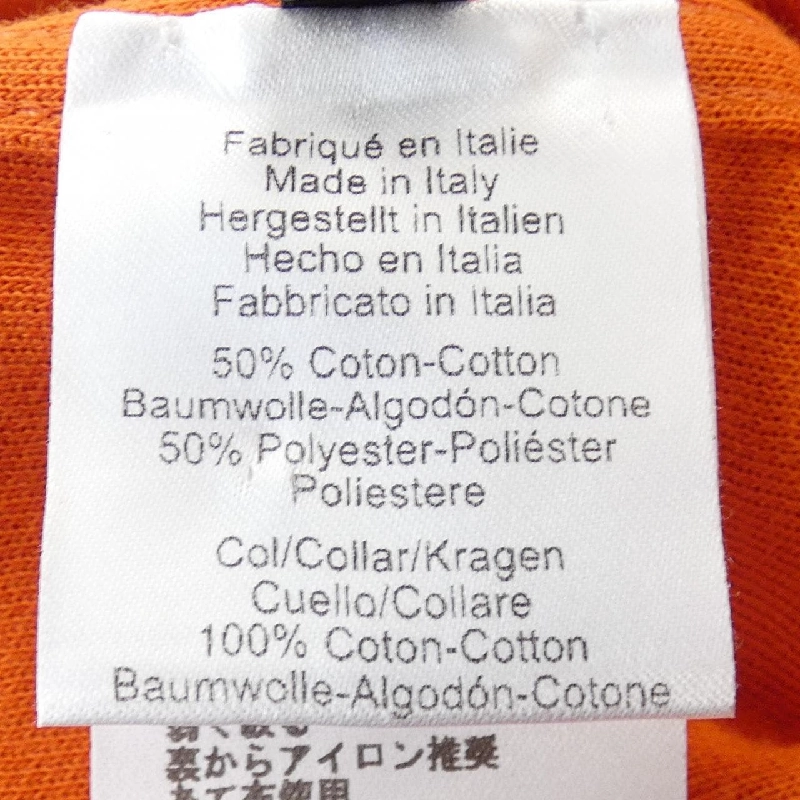 Fabriqué en Italie
Made in Italy
Hergestellt in Italien
Hecho en Italia
Fabbricato in Italia
50% Coton-Cotton
Baumwolle-Algodón-Cotone
50% Polyester-Poliéster
Poliestere
Col/Collar/Kragen
Cuello/Collare
100% Coton-Cotton
Baumwolle-Algodón-Cotone
裏からアイロン推奨